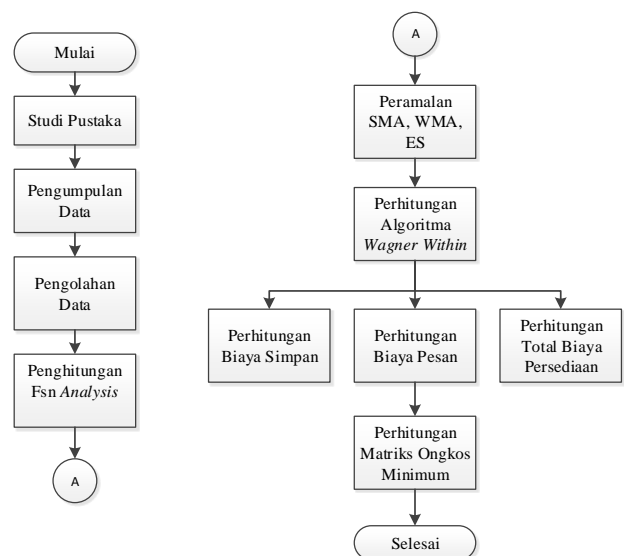 Mulai
Studi Pustaka
Pengumpulan
Data
Pengolahan
Data
Penghitungan
Fsn Analysis
A
A
Peramalan
SMA, WMA,
ES
Perhitungan
Algoritma
Wagner Within
Perhitungan
Biaya Simpan
Perhitungan
Biaya Pesan
Perhitungan
Total Biaya
Persediaan
Perhitungan
Matriks Ongkos
Minimum
Selesai